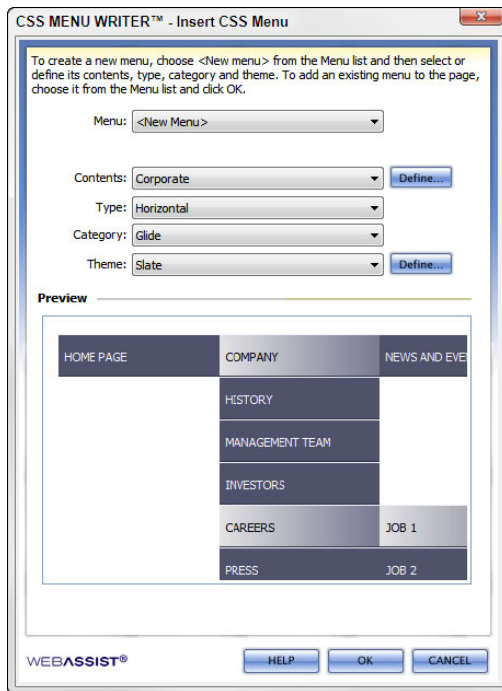 CSS MENU WRITER™ - Insert CSS Menu
To create a new menu, choose <New menu> from the Menu list and then select or
define its contents, type, category and theme. To add an existing menu to the page,
choose it from the Menu list and click OK.
Menu: <New Menu>
Contents: Corporate Define...
Type: Horizontal
Category: Glide
Theme: Slate Define...
Preview
HOME PAGE COMPANY NEWS AND EVE
HISTORY
MANAGEMENT TEAM
INVESTORS
CAREERS JOB 1
PRESS JOB 2
WEBASSIST® HELP OK CANCEL